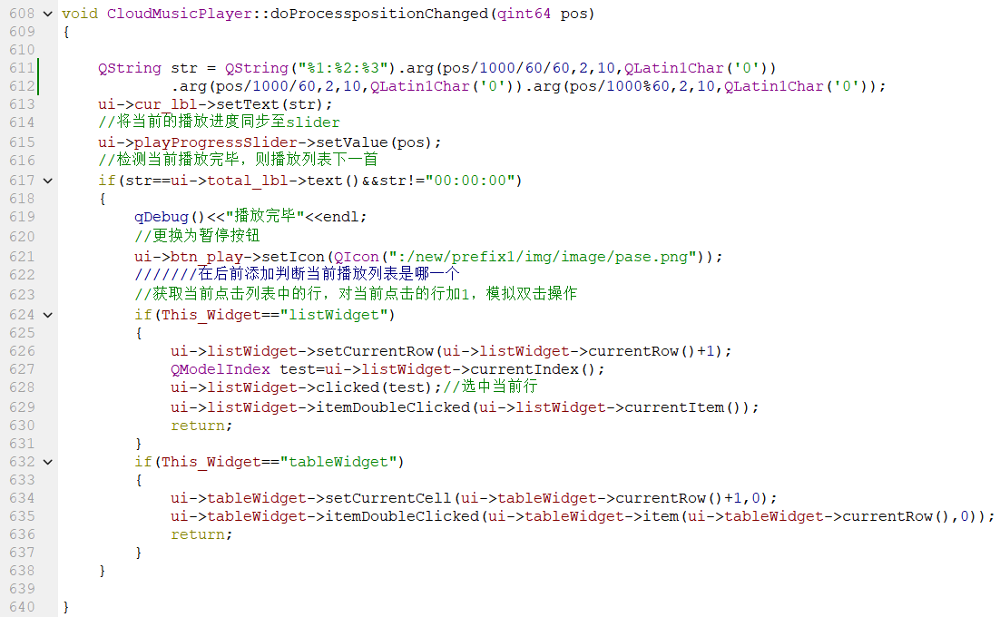 608 void CloudMusicPlayer::doProcesspositionChanged(qint64 pos)
609 {
610
611 QString str = QString("%1:%2:%3").arg(pos/1000/60/60,2,10,QLatin1Char('0'))
612 .arg(pos/1000/60,2,10,QLatin1Char('0')).arg(pos/1000%60,2,10,QLatin1Char('0'));
613 ui->cur_lbl->setText(str);
614 //将当前的播放进度同步至slider
615 ui->playProgressSlider->setValue(pos);
616 //检测当前播放完毕，则播放列表下一首
617 if(str==ui->total_lbl->text()&&str!="00:00:00")
618 {
619 qDebug()<<"播放完毕"<<endl;
620 //更换为暂停按钮
621 ui->btn_play->setIcon(QIcon(":/new/prefix1/img/image/pase.png"));
622 ///////在后前添加判断当前播放列表是哪一个
623 //获取当前点击列表中的行，对当前点击的行加1，模拟双击操作
624 if(This_Widget=="listWidget")
625 {
626 ui->listWidget->setCurrentRow(ui->listWidget->currentRow()+1);
627 QModelIndex test=ui->listWidget->currentIndex();
628 ui->listWidget->clicked(test);//选中当前行
629 ui->listWidget->itemDoubleClicked(ui->listWidget->currentItem());
630 return;
631 }
632 if(This_Widget=="tableWidget")
633 {
634 ui->tableWidget->setCurrentCell(ui->tableWidget->currentRow()+1,0);
635 ui->tableWidget->itemDoubleClicked(ui->tableWidget->item(ui->tableWidget->currentRow(),0));
636 return;
637 }
638 }
639
640 }